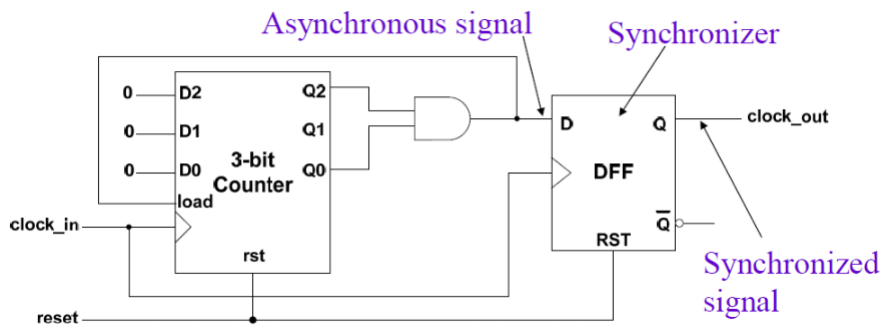 Asynchronous signal
Synchronizer
0
D2
Q2
0
D1
Q1
0
D0
Q0
3-bit
Counter
load
clock_in
rst
reset
D
Q
clock_out
DFF
Q̅
RST
Synchronized
signal